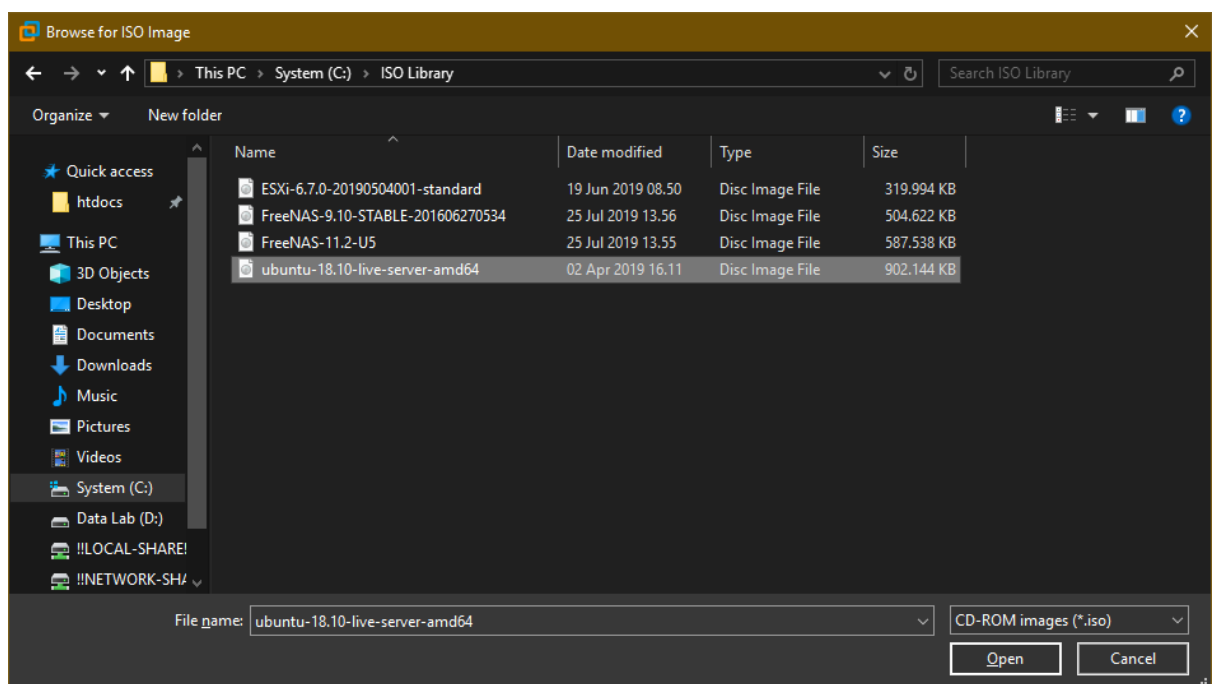 Browse for ISO Image
This PC > System (C:) > ISO Library
Search ISO Library
Organize
New folder
Name Date modified Type Size
ESXi-6.7.0-20190504001-standard 19 Jun 2019 08.50 Disc Image File 319.994 KB
FreeNAS-9.10-STABLE-201606270534 25 Jul 2019 13.56 Disc Image File 504.622 KB
FreeNAS-11.2-U5 25 Jul 2019 13.55 Disc Image File 587.538 KB
ubuntu-18.10-live-server-amd64 02 Apr 2019 16.11 Disc Image File 902.144 KB
Quick access
htdocs
This PC
3D Objects
Desktop
Documents
Downloads
Music
Pictures
Videos
System (C:)
Data Lab (D:)
!!LOCAL-SHARE!
!!NETWORK-SHA
File name: ubuntu-18.10-live-server-amd64 CD-ROM images (*.iso)
Open Cancel